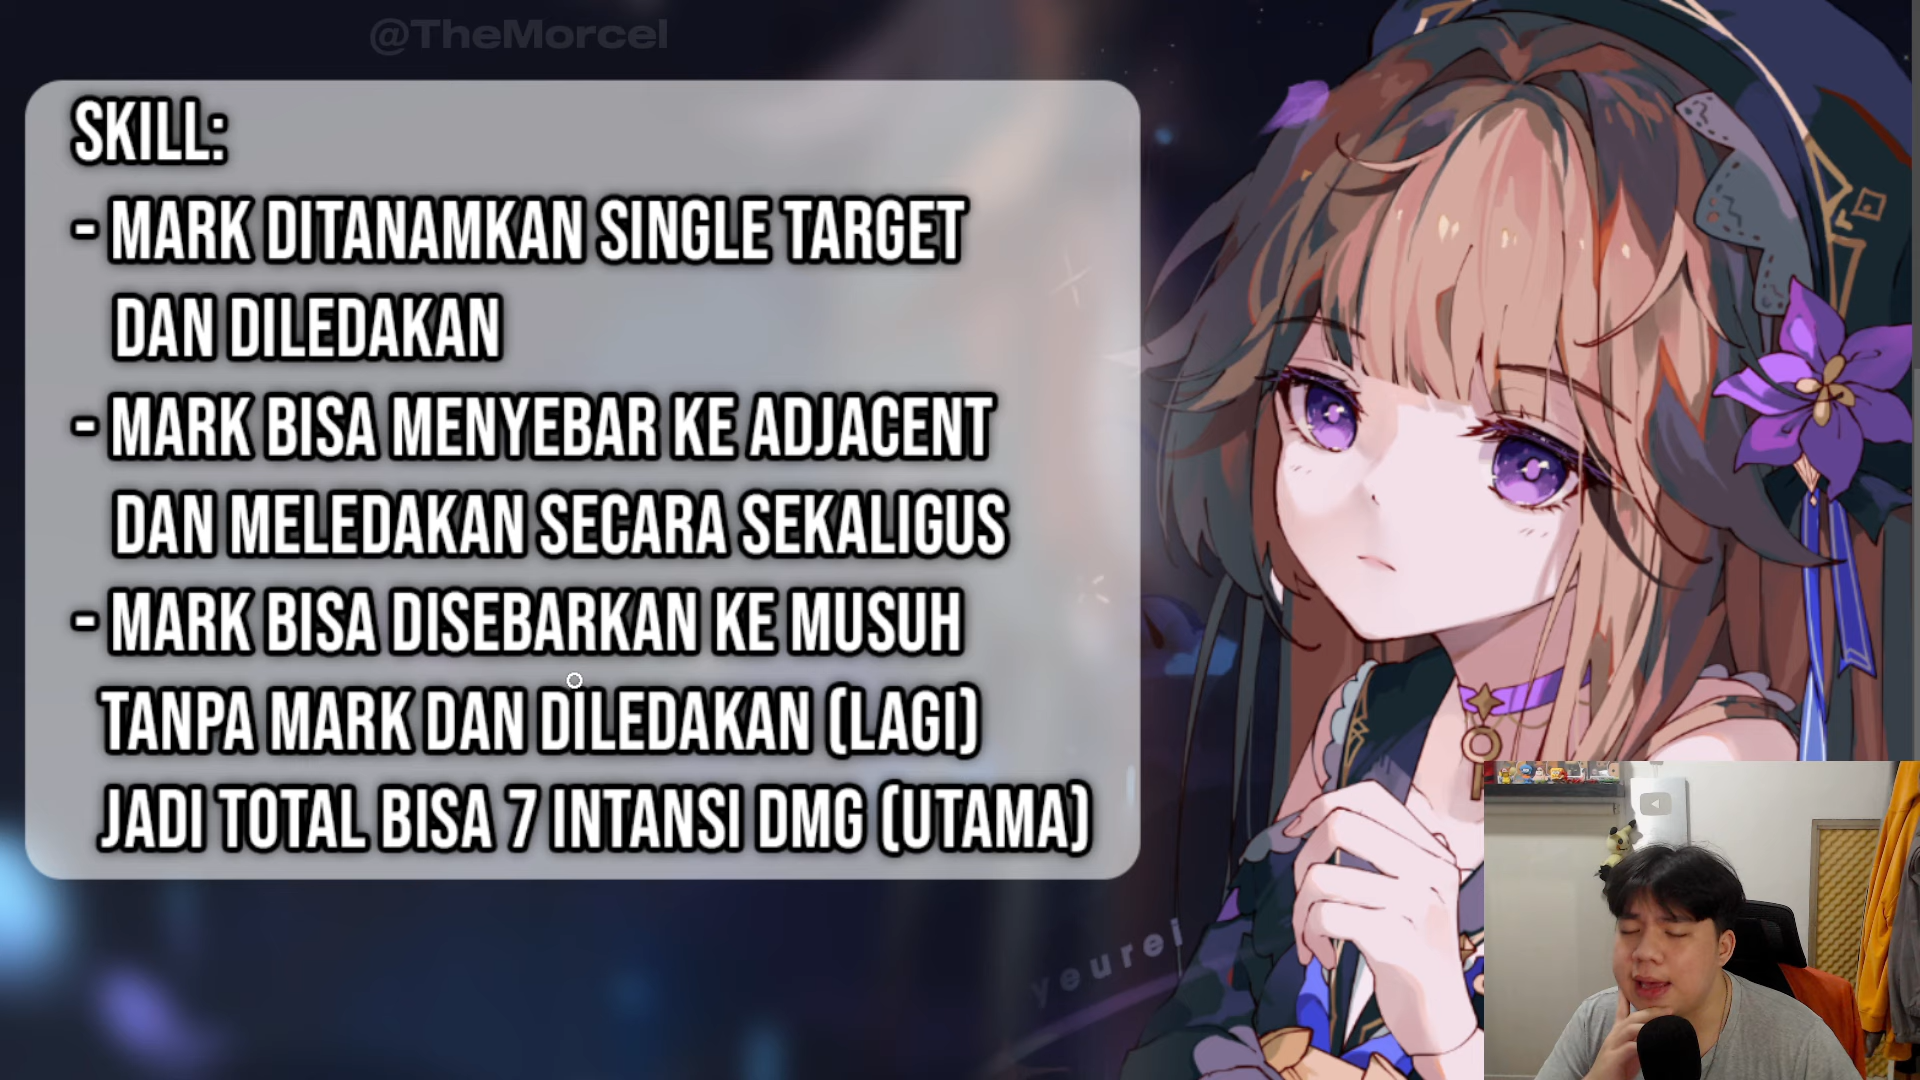 @TheMorcel
SKILL:
- MARK DITANAMKAN SINGLE TARGET
DAN DILEDAKAN
- MARK BISA MENYEBAR KE ADJACENT
DAN MELEDAKAN SECARA SEKALIGUS
- MARK BISA DISEBARKAN KE MUSUH
TANPA MARK DAN DILEDAKAN (LAGI)
JADI TOTAL BISA 7 INTANSI DMG (UTAMA)
yeurei